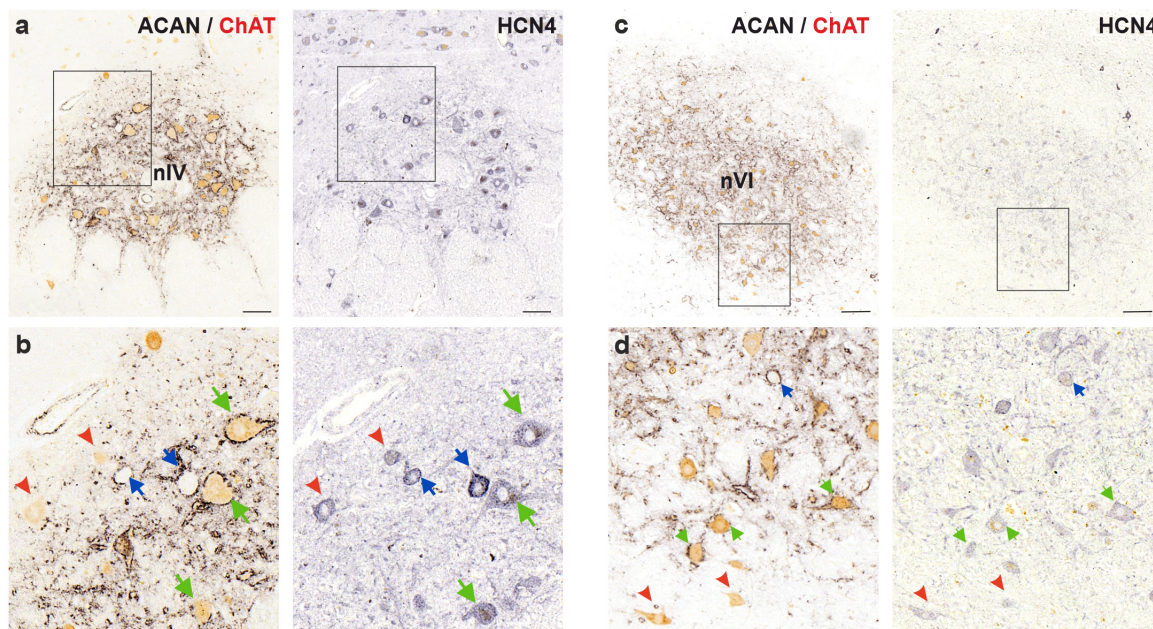 a ACAN / ChAT HCN4
nIV
c ACAN / ChAT HCN4
nVI
b
d